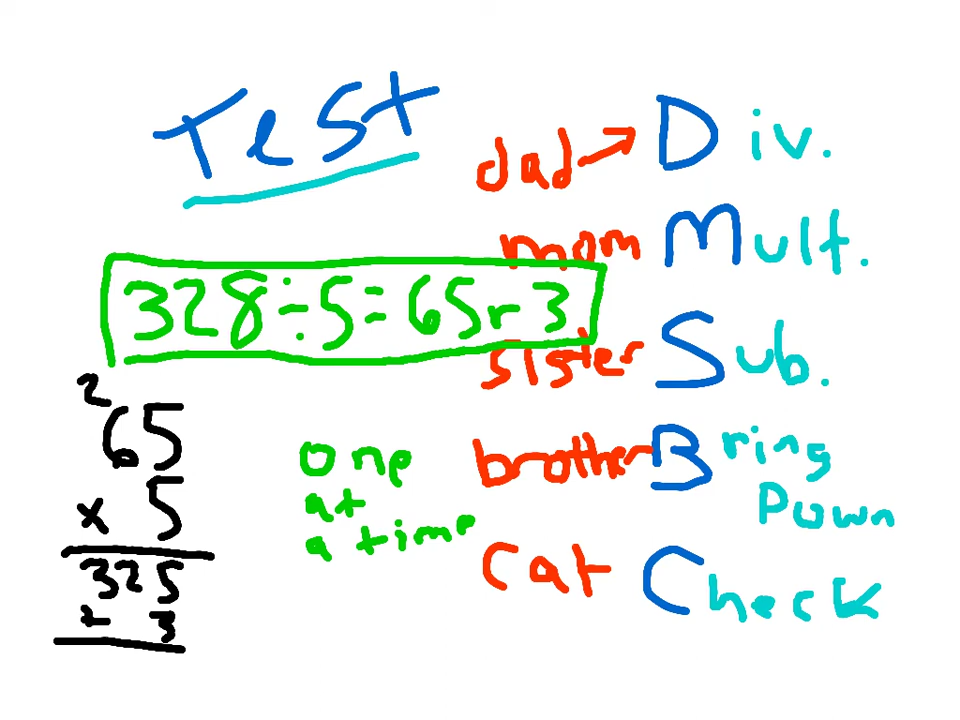 Test
dad → Div.
mom Mult.
328÷5=65r3
sister Sub.
brother Bring
Down
cat Check
one
at
a time
2
65
x 5
325
+ 3